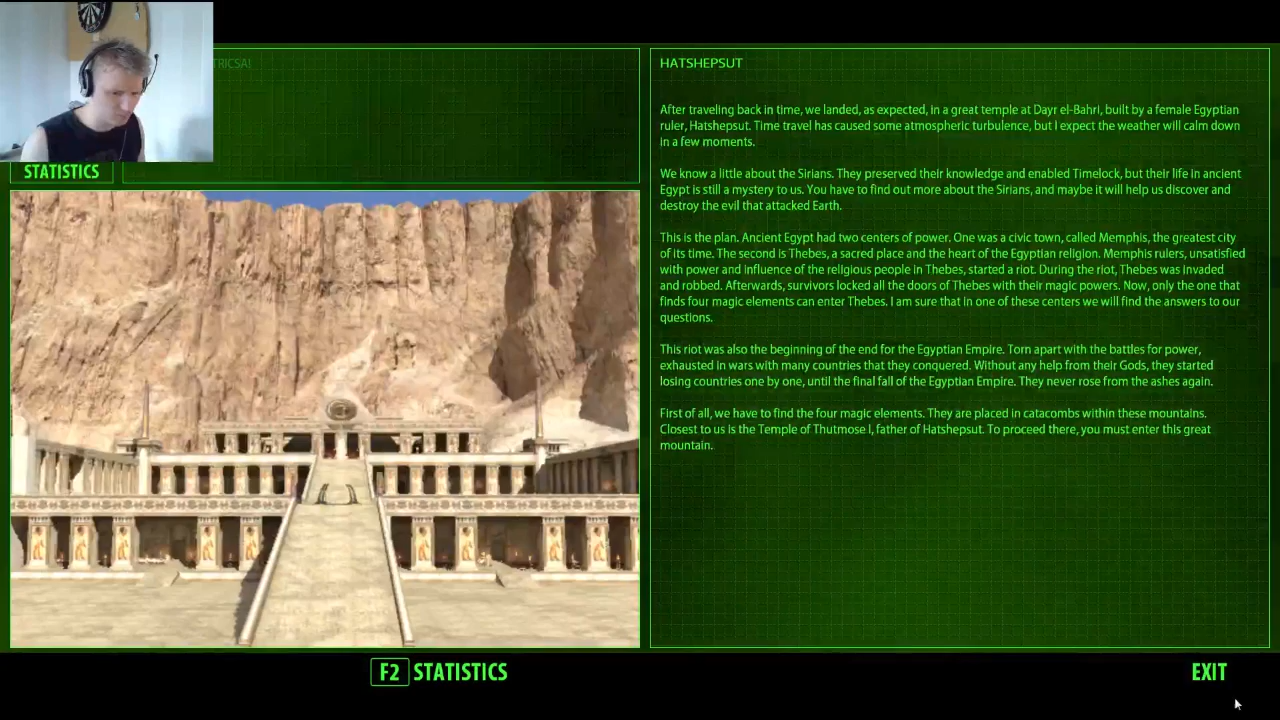 TRICSA!
STATISTICS
HATSHEPSUT
After traveling back in time, we landed, as expected, in a great temple at Dayr el-Bahri, built by a female Egyptian
ruler, Hatshepsut. Time travel has caused some atmospheric turbulence, but I expect the weather will calm down
in a few moments.
We know a little about the Sirians. They preserved their knowledge and enabled Timelock, but their life in ancient
Egypt is still a mystery to us. You have to find out more about the Sirians, and maybe it will help us discover and
destroy the evil that attacked Earth.
This is the plan. Ancient Egypt had two centers of power. One was a civic town, called Memphis, the greatest city
of its time. The second is Thebes, a sacred place and the heart of the Egyptian religion. Memphis rulers, unsatisfied
with power and influence of the religious people in Thebes, started a riot. During the riot, Thebes was invaded
and robbed. Afterwards, survivors locked all the doors of Thebes with their magic powers. Now, only the one that
finds four magic elements can enter Thebes. I am sure that in one of these centers we will find the answers to our
questions.
This riot was also the beginning of the end for the Egyptian Empire. Torn apart with the battles for power,
exhausted in wars with many countries that they conquered. Without any help from their Gods, they started
losing countries one by one, until the final fall of the Egyptian Empire. They never rose from the ashes again.
First of all, we have to find the four magic elements. They are placed in catacombs within these mountains.
Closest to us is the Temple of Thutmose I, father of Hatshepsut. To proceed there, you must enter this great
mountain.
F2 STATISTICS
EXIT